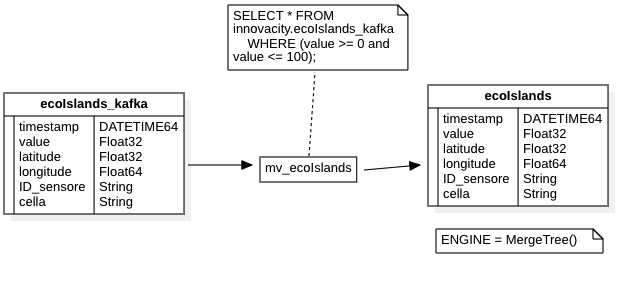 SELECT * FROM
innovacity.ecoIslands_kafka
WHERE (value >= 0 and
value <= 100);
ecoIslands_kafka
timestamp DATETIME64
value Float32
latitude Float32
longitude Float64
ID_sensore String
cella String
mv_ecoIslands
ecoIslands
timestamp DATETIME64
value Float32
latitude Float32
longitude Float64
ID_sensore String
cella String
ENGINE = MergeTree()